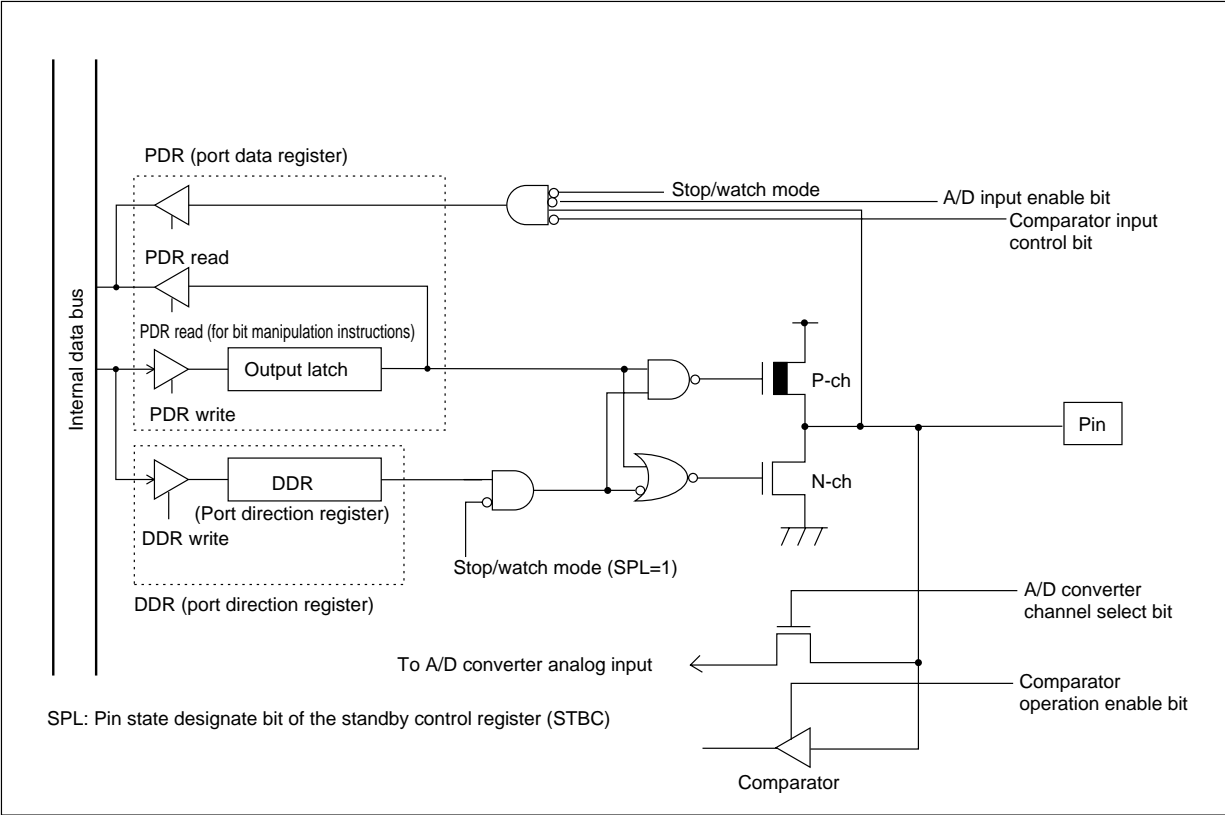 PDR (port data register)
Stop/watch mode
A/D input enable bit
Comparator input
control bit
PDR read
Internal data bus
PDR read (for bit manipulation instructions)
Output latch
P-ch
PDR write
Pin
DDR
N-ch
(Port direction register)
DDR write
Stop/watch mode (SPL=1)
DDR (port direction register)
A/D converter
channel select bit
To A/D converter analog input
Comparator
operation enable bit
SPL: Pin state designate bit of the standby control register (STBC)
Comparator